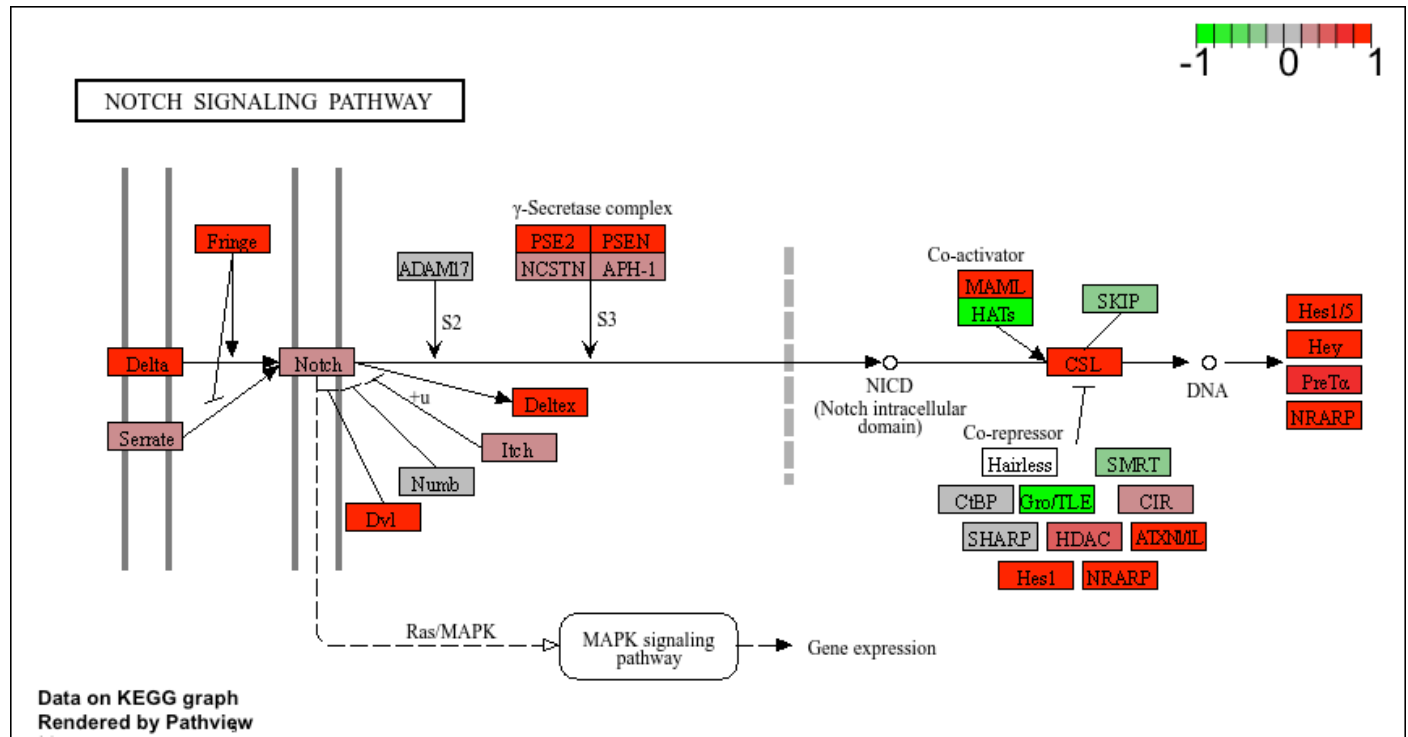 -1 0 1
NOTCH SIGNALING PATHWAY
γ-Secretase complex
Fringe
PSE2 PSEN
ADAM17
NCSTN APH-1
Co-activator
MAML
HATs
SKIP
S2
S3
Hes1/5
Delta
Notch
CSL
Hey
NICD
(Notch intracellular
domain)
DNA
PreTα
NRARP
+u
Deltex
Serrate
Itch
Numb
Dvl
Co-repressor
Hairless
SMRT
CtBP
Gro/TLE
CIR
SHARP
HDAC
ATXN1/1L
Hes1
NRARP
Ras/MAPK
MAPK signaling
pathway
Gene expression
Data on KEGG graph
Rendered by Pathview